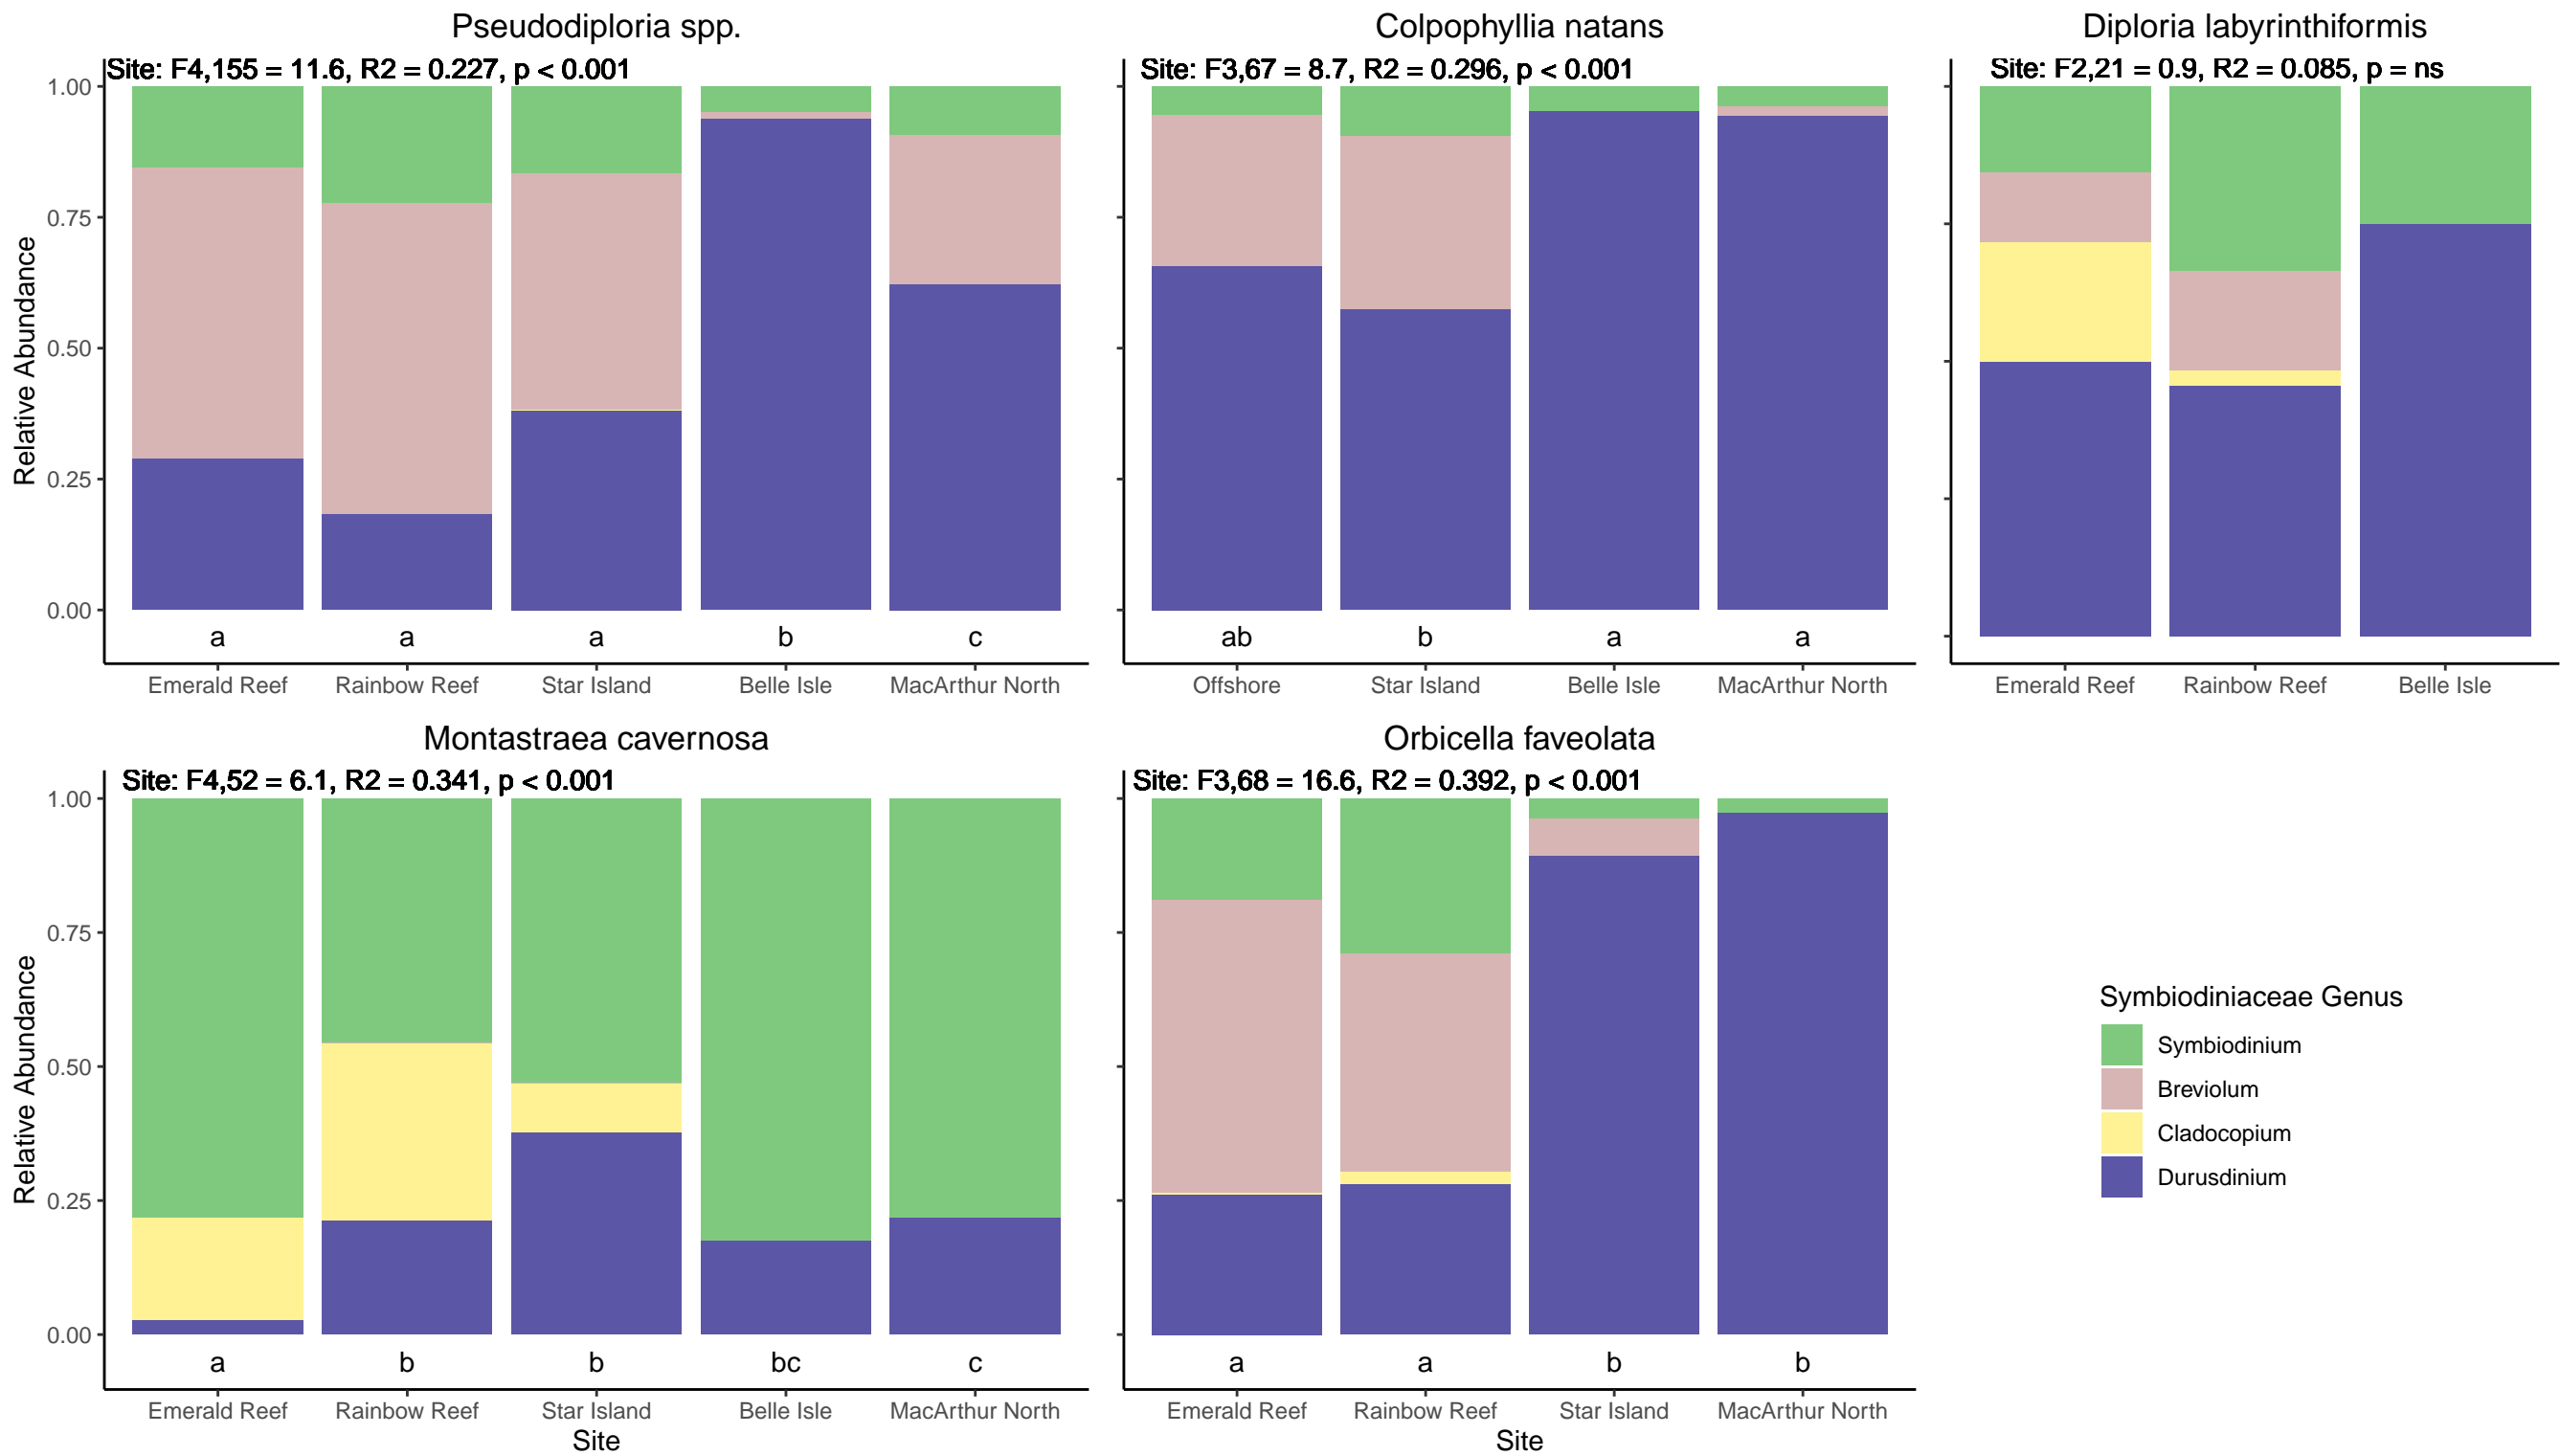 Pseudodiploria spp.
Site: F4,155 = 11.6, R2 = 0.227, p < 0.001
Relative Abundance
1.00
0.75
0.50
0.25
0.00
a a a b c
Emerald Reef Rainbow Reef Star Island Belle Isle MacArthur North
Colpophyllia natans
Site: F3,67 = 8.7, R2 = 0.296, p < 0.001
ab b a a
Offshore Star Island Belle Isle MacArthur North
Diploria labyrinthiformis
Site: F2,21 = 0.9, R2 = 0.085, p = ns
Emerald Reef Rainbow Reef Belle Isle
Montastraea cavernosa
Site: F4,52 = 6.1, R2 = 0.341, p < 0.001
Relative Abundance
1.00
0.75
0.50
0.25
0.00
a b b bc c
Emerald Reef Rainbow Reef Star Island Belle Isle MacArthur North
Site
Orbicella faveolata
Site: F3,68 = 16.6, R2 = 0.392, p < 0.001
a a b b
Emerald Reef Rainbow Reef Star Island MacArthur North
Site
Symbiodiniaceae Genus
Symbiodinium
Breviolum
Cladocopium
Durusdinium